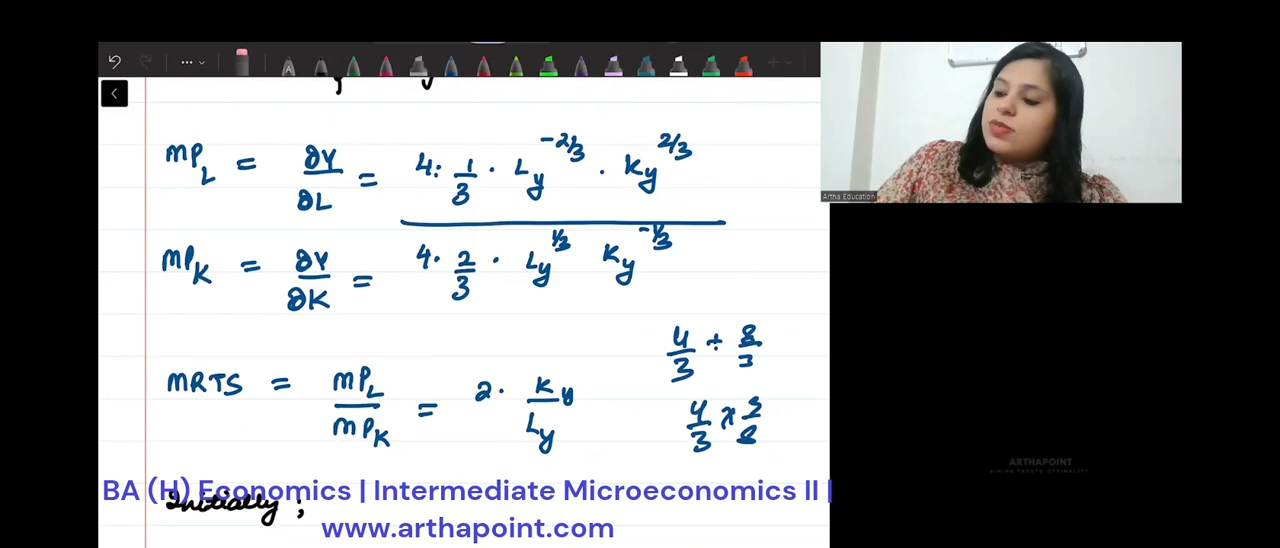 MP_L = ∂Y/∂L = 4. 1/3 . L_y^{-2/3} . K_y^{2/3}
MP_K = ∂Y/∂K = 4. 2/3 . L_y^{1/3} K_y^{-1/3}
4/3 ÷ 8/3
MRTS = MP_L/MP_K = 2. K_y/L_y
4/3 × 3/8
Initially ;
BA (H) Economics | Intermediate Microeconomics II |
www.arthapoint.com
Artha Education
ARTHAPOINT